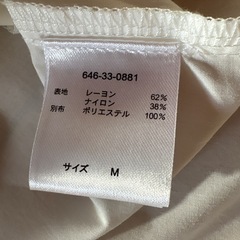 646-33-0881
表地 レーヨン 62%
ナイロン 38%
別布 ポリエステル 100%
サイズ M